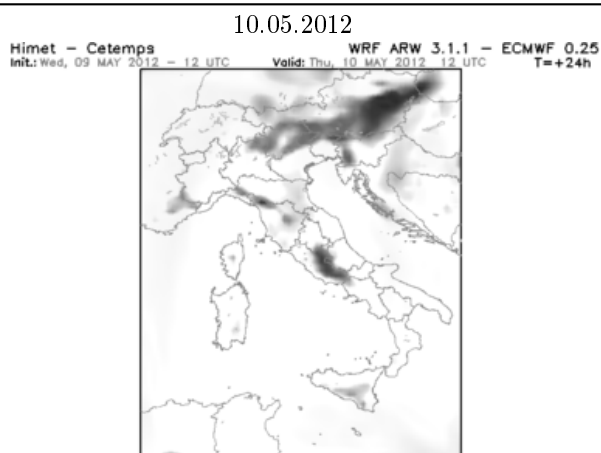 10.05.2012
Himet – Cetemps WRF ARW 3.1.1 – ECMWF 0.25
Init.: Wed, 09 MAY 2012 – 12 UTC Valid: Thu, 10 MAY 2012 12 UTC T=+24h